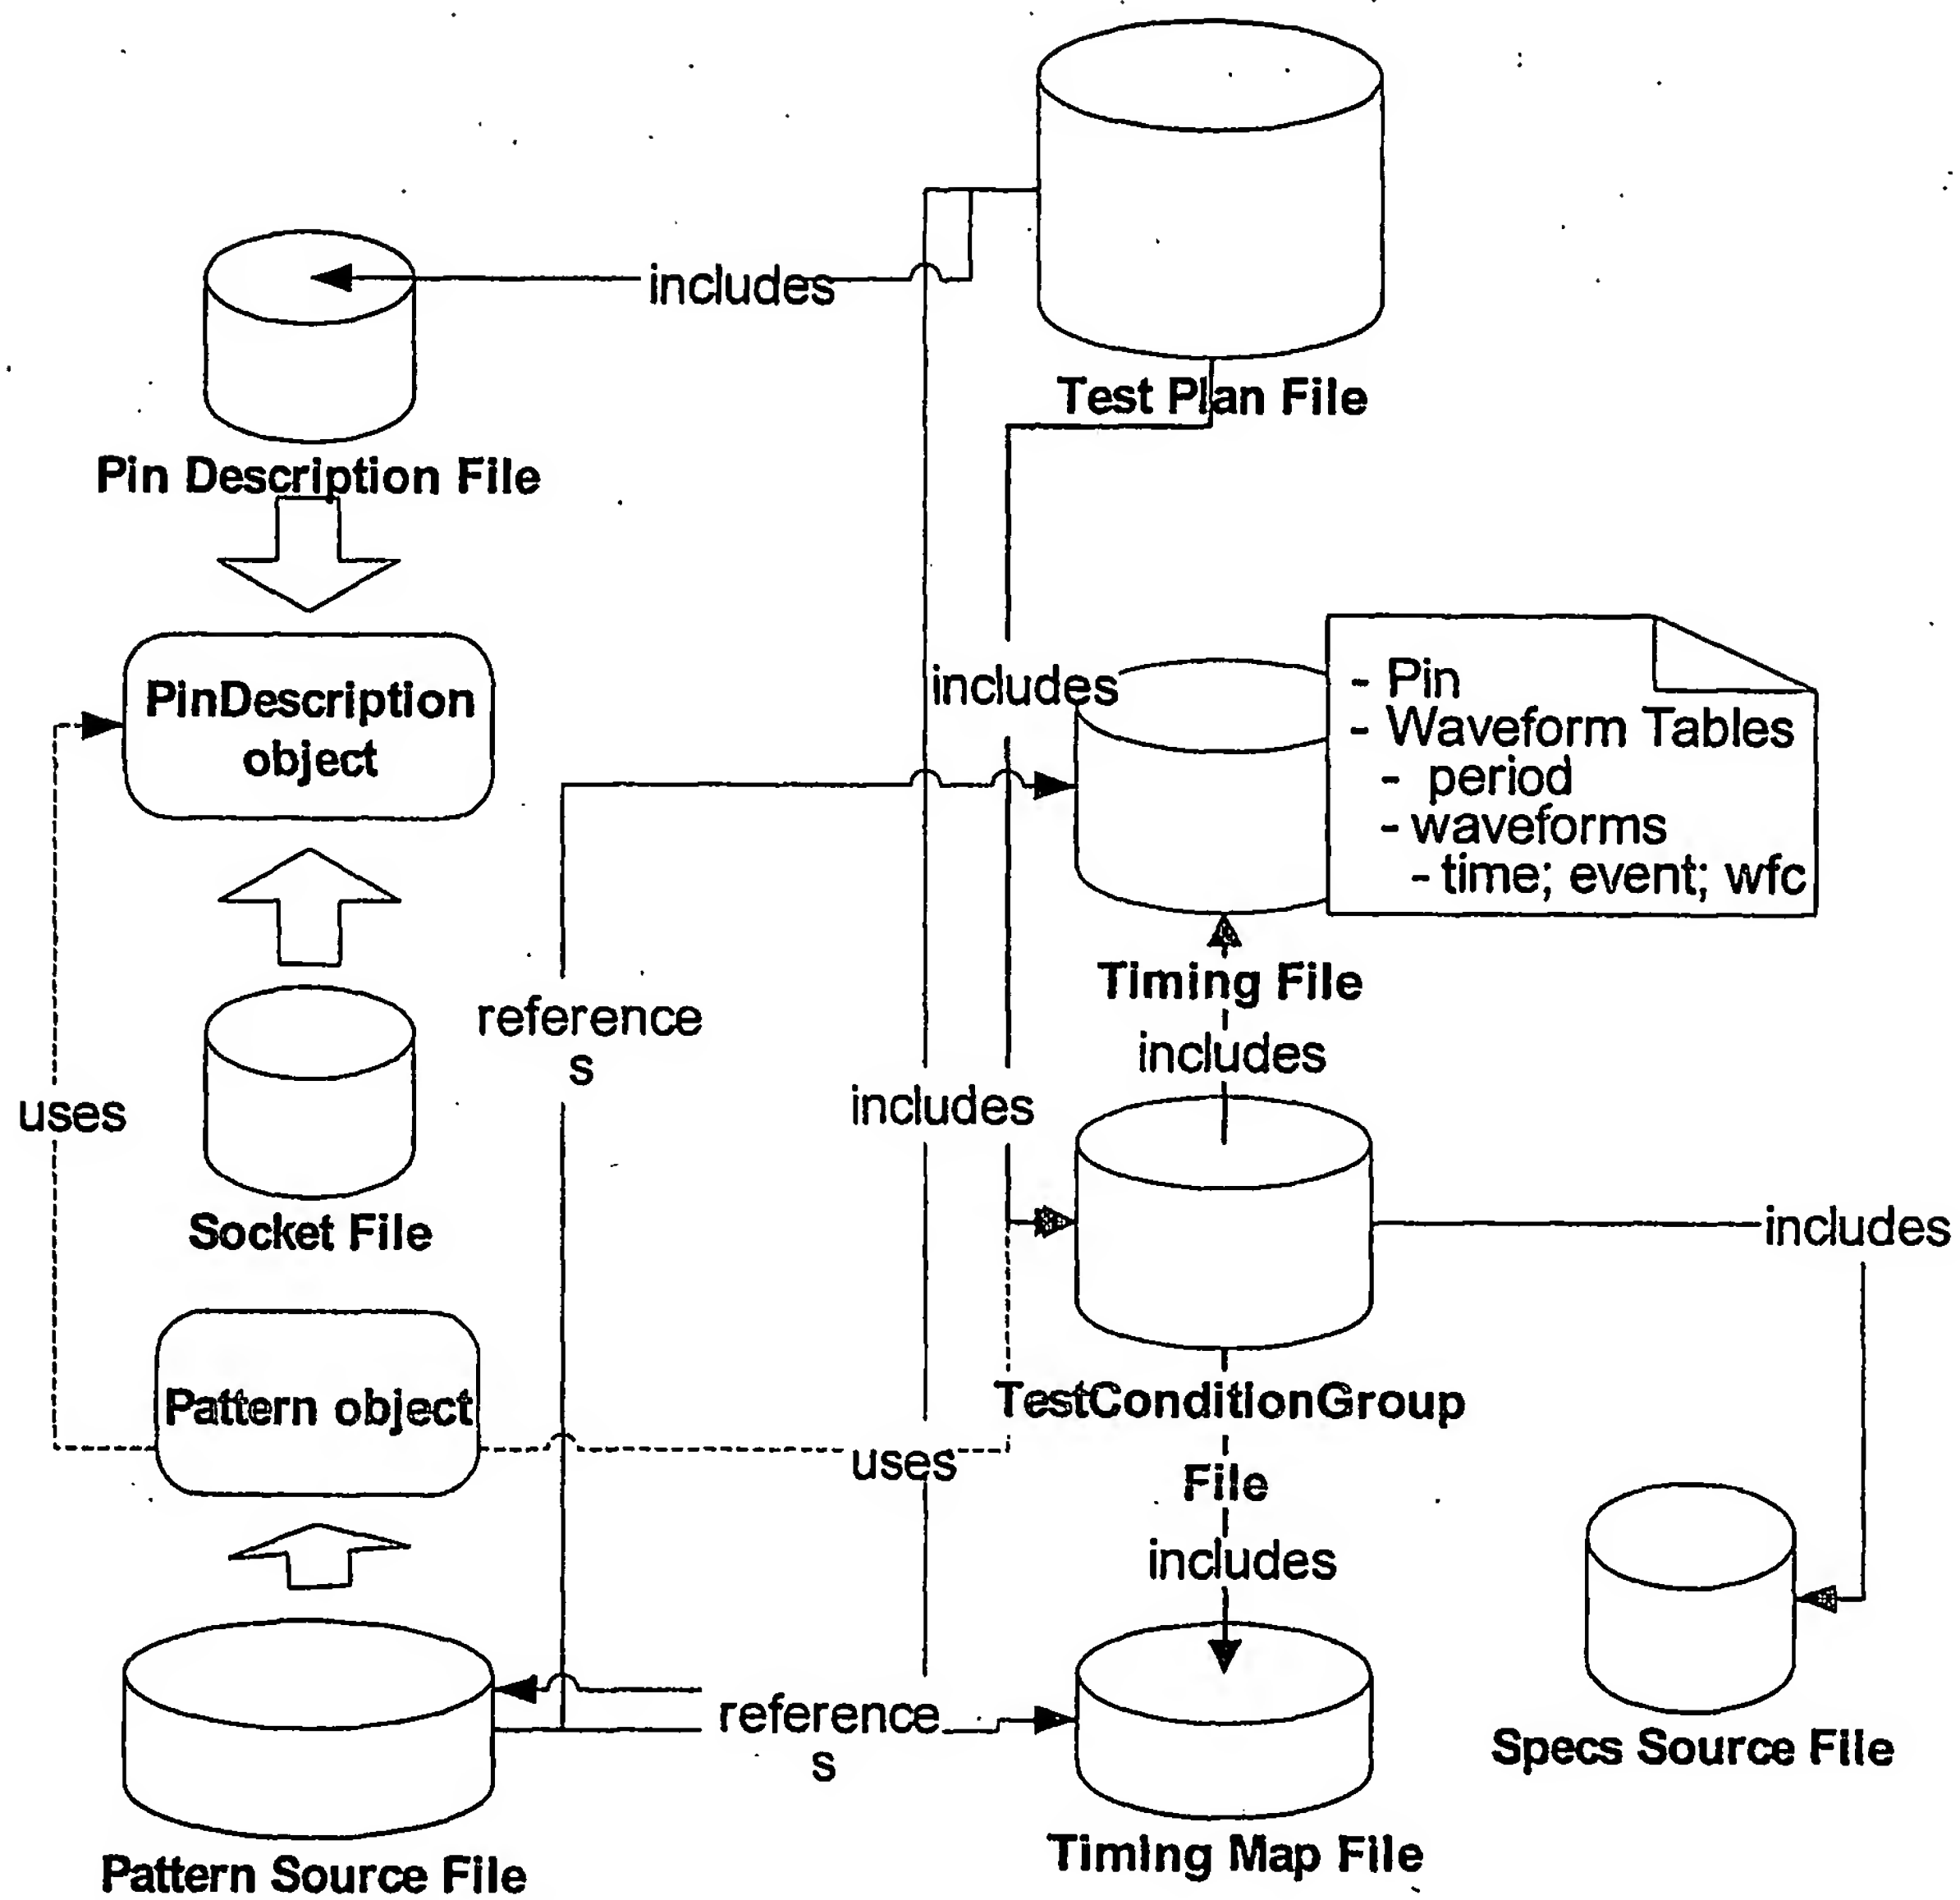 includes
Test Plan File
Pin Description File
PinDescription
object
includes
- Pin
- Waveform Tables
- period
- waveforms
- time; event; wfc
Timing File
includes
reference
s
includes
uses
Socket File
includes
Pattern object
TestConditionGroup
File
uses
includes
reference
s
Specs Source File
Timing Map File
Pattern Source File